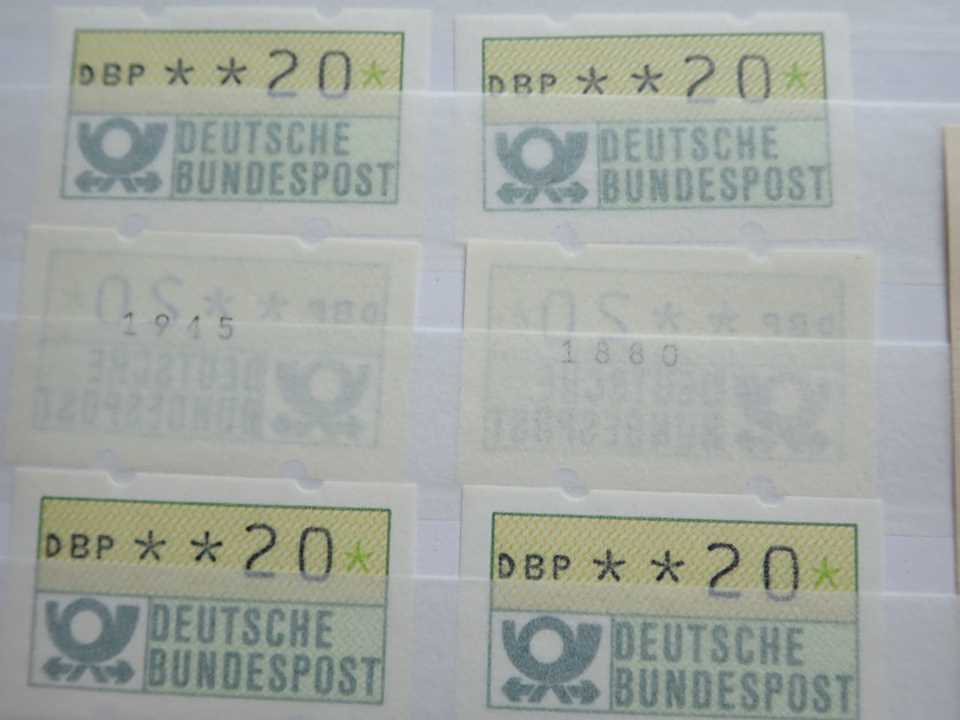 DBP **20*
DEUTSCHE
BUNDESPOST
DBP **20*
DEUTSCHE
BUNDESPOST
1945
1880
DBP **20*
DEUTSCHE
BUNDESPOST
DBP **20*
DEUTSCHE
BUNDESPOST